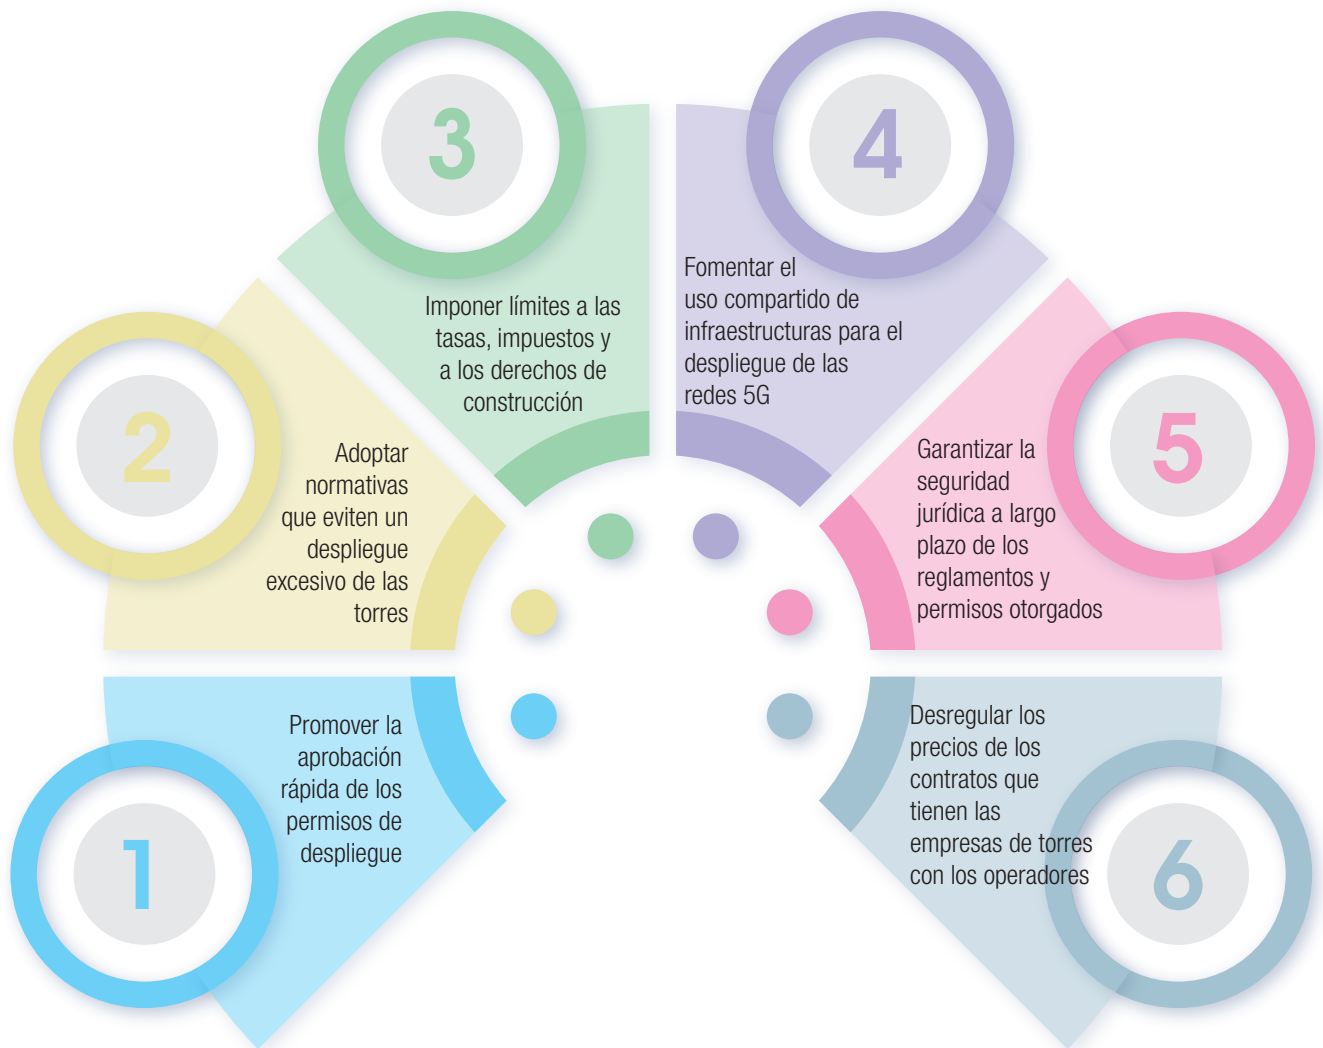 1
Promover la
aprobación
rápida de los
permisos de
despliegue
2
Adoptar
normativas
que eviten un
despliegue
excesivo de las
torres
3
Imponer límites a las
tasas, impuestos y
a los derechos de
construcción
4
Fomentar el
uso compartido de
infraestructuras para el
despliegue de las
redes 5G
5
Garantizar la
seguridad
jurídica a largo
plazo de los
reglamentos y
permisos otorgados
6
Desregular los
precios de los
contratos que
tienen las
empresas de torres
con los operadores